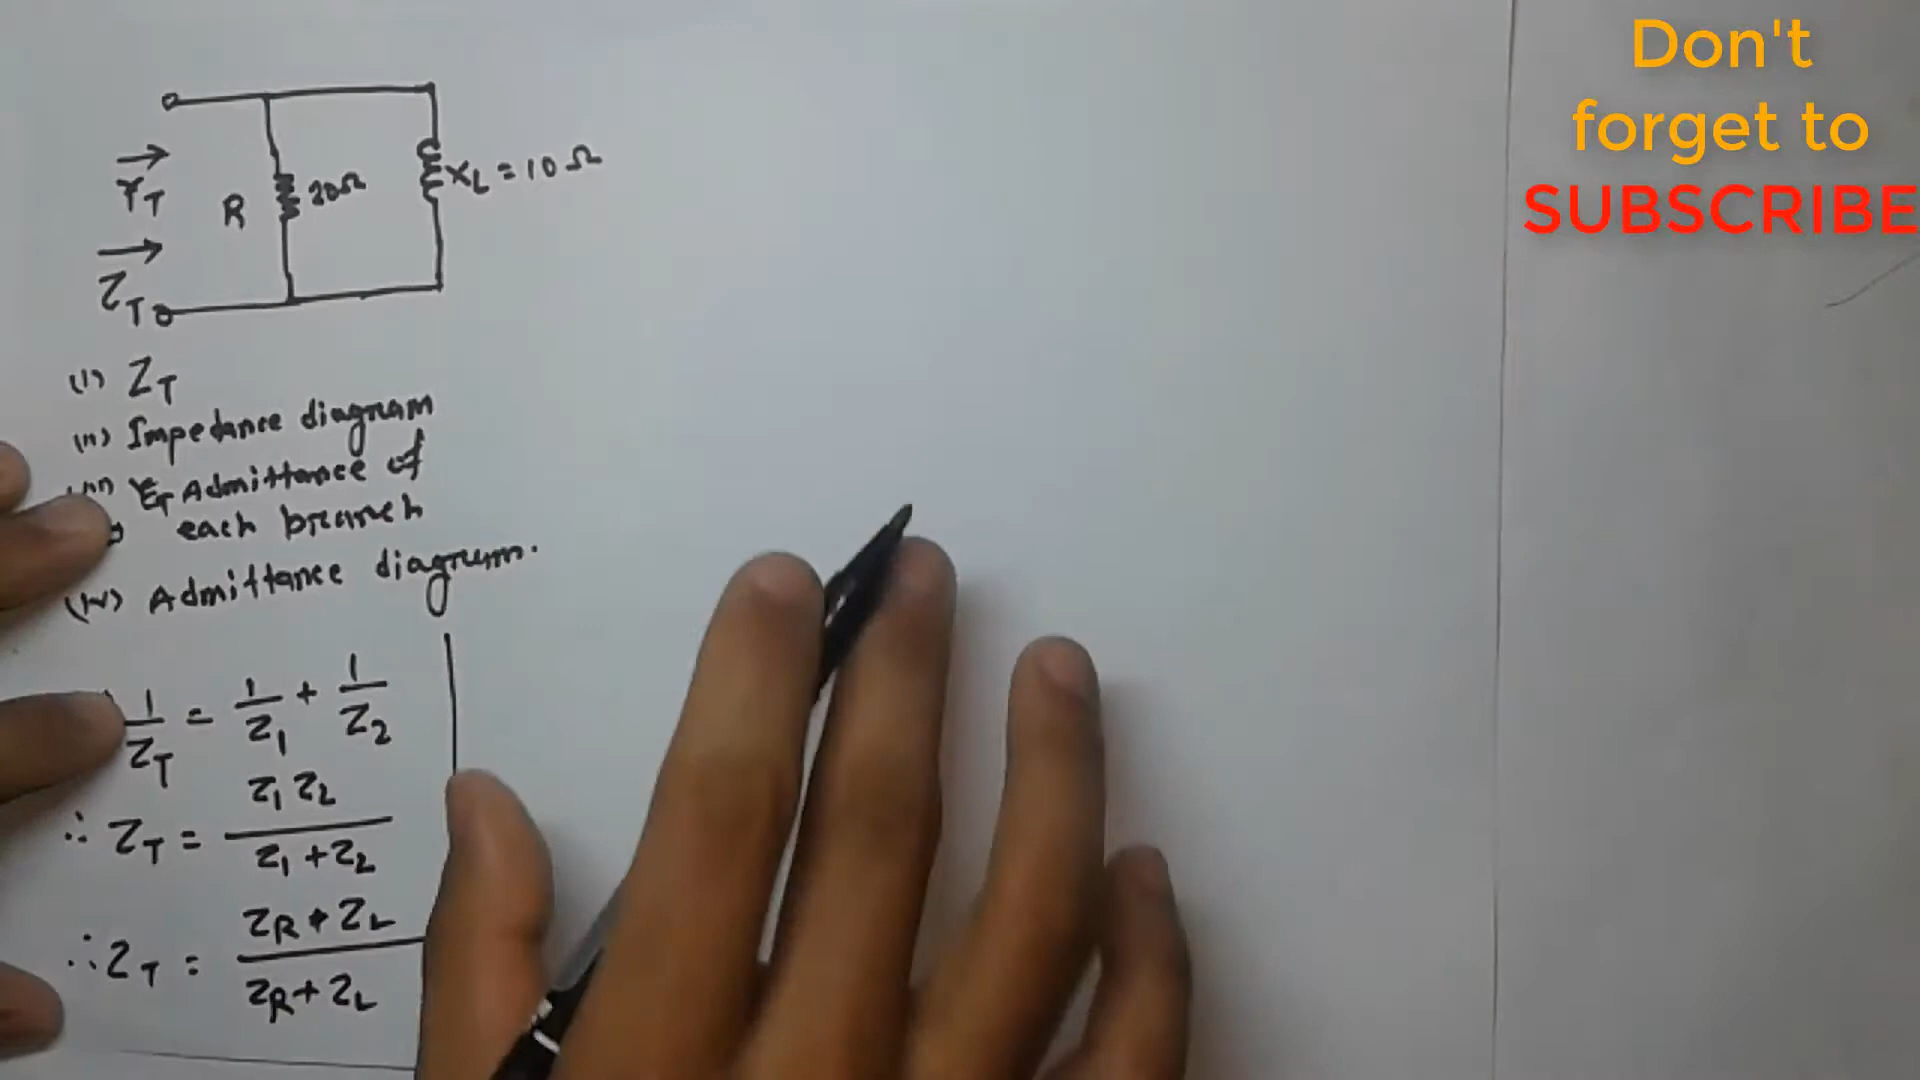 Don't
forget to
SUBSCRIBE
Y_T
R 20Ω
X_L = 10 Ω
Z_T
(i) Z_T
(ii) Impedance diagram
(iii) Admittance of
each branch
(iv) Admittance diagram.
1/Z_T = 1/Z_1 + 1/Z_2
∴ Z_T = Z_1 Z_2 / Z_1 + Z_2
∴ Z_T = Z_R * Z_L / Z_R + Z_L